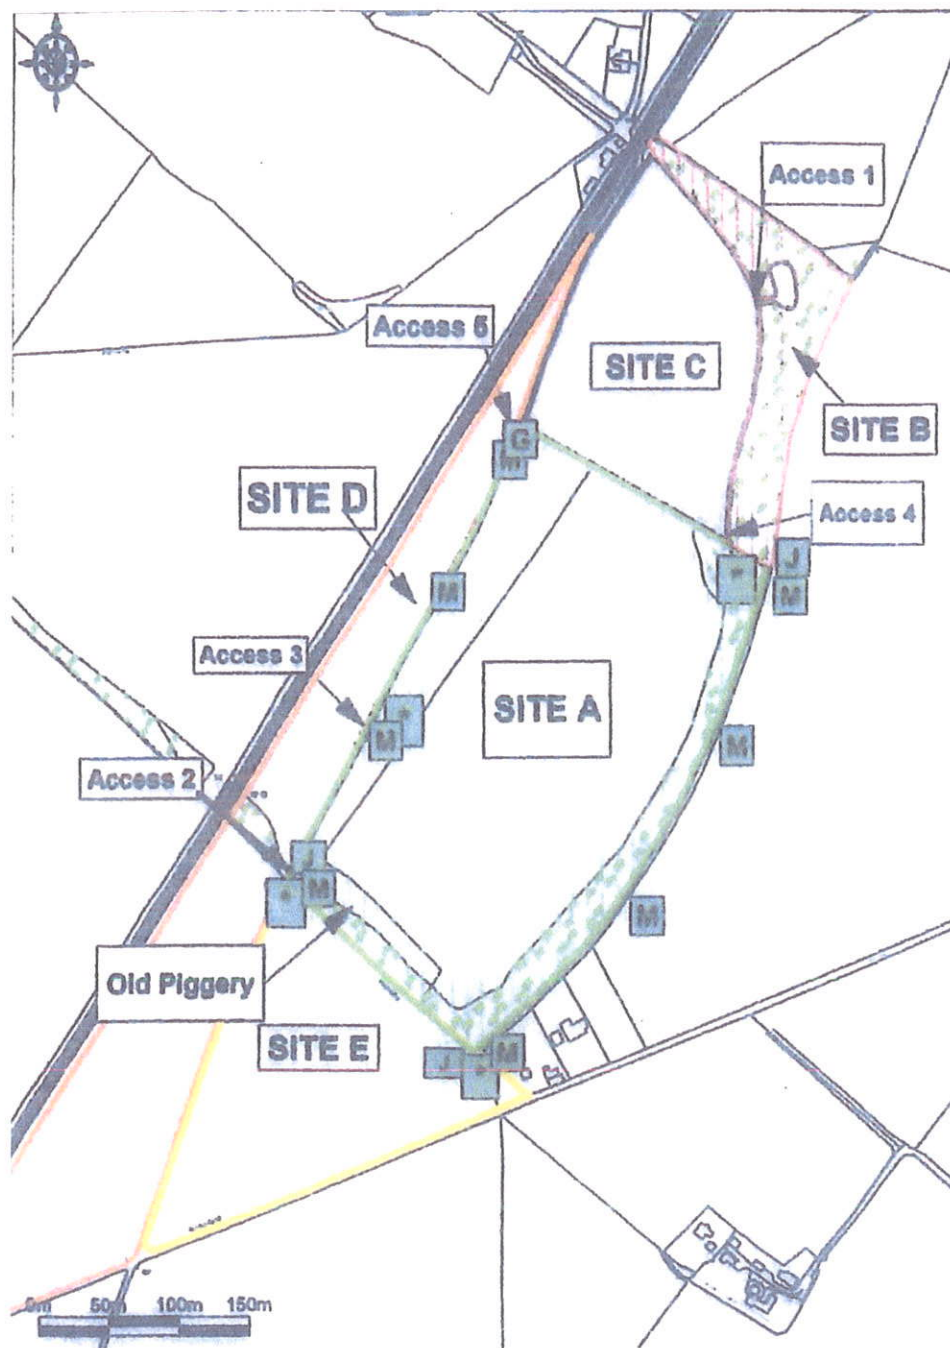 Access 1
Access 5
SITE C
SITE B
G
M
SITE D
Access 4
J
M
M
Access 3
SITE A
M
M
Access 2
J
M
M
Old Piggery
SITE E
M
J
0m 50m 100m 150m